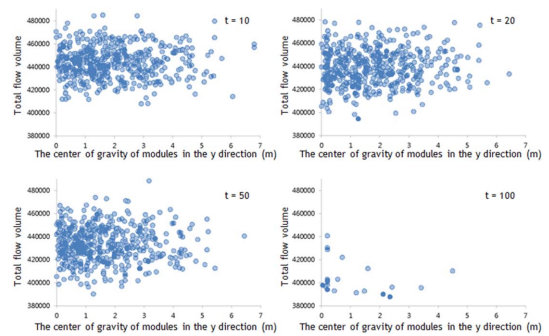 480000
460000
440000
420000
400000
380000
Total flow volume
t = 10
0 1 2 3 4 5 6 7
The center of gravity of modules in the y direction (m)
480000
460000
440000
420000
400000
380000
Total flow volume
t = 20
0 1 2 3 4 5 6 7
The center of gravity of modules in the y direction (m)
480000
460000
440000
420000
400000
380000
Total flow volume
t = 50
0 1 2 3 4 5 6 7
The center of gravity of modules in the y direction (m)
480000
460000
440000
420000
400000
380000
Total flow volume
t = 100
0 1 2 3 4 5 6 7
The center of gravity of modules in the y direction (m)